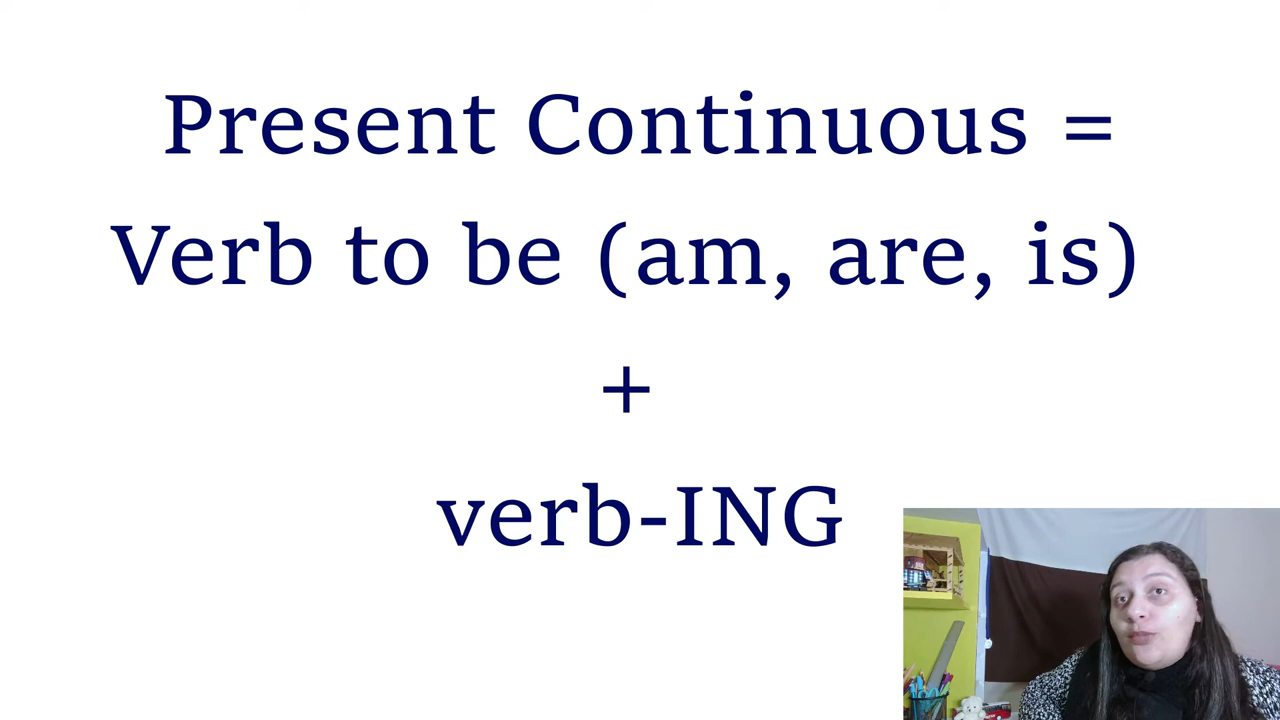 Present Continuous =
Verb to be (am, are, is)
+
verb-ING